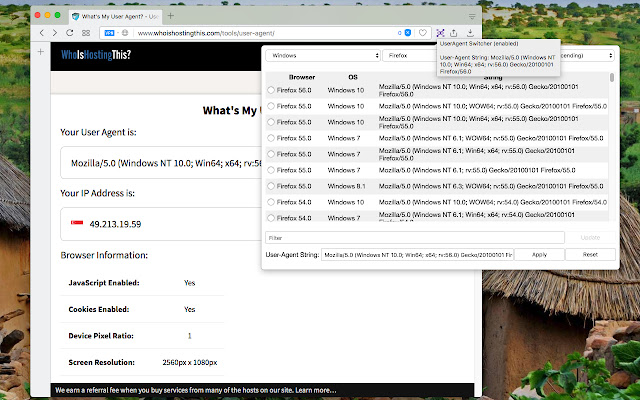 What's My User Agent? - Use
VPN
www.whoishostingthis.com/tools/user-agent/
0
WhoIsHostingThis?
What's My U
Your User Agent is:
Mozilla/5.0 (Windows NT 10.0; Win64; x64; rv:56
Your IP Address is:
49.213.19.59
Browser Information:
JavaScript Enabled: Yes
Cookies Enabled: Yes
Device Pixel Ratio: 1
Screen Resolution: 2560px x 1080px
We earn a referral fee when you buy services from many of the hosts on our site. Learn more…
UserAgent Switcher (enabled)
User-Agent String: Mozilla/5.0 (Windows NT
10.0; Win64; x64; rv:56.0) Gecko/20100101
Firefox/56.0
Windows Firefox cending)
Browser OS String
Firefox 56.0 Windows 10 Mozilla/5.0 (Windows NT 10.0; Win64; x64; rv:56.0) Gecko/20100101
Firefox/56.0
Firefox 55.0 Windows 10 Mozilla/5.0 (Windows NT 10.0; WOW64; rv:55.0) Gecko/20100101 Firefox/55.0
Firefox 55.0 Windows 10 Mozilla/5.0 (Windows NT 10.0; Win64; x64; rv:55.0) Gecko/20100101
Firefox/55.0
Firefox 55.0 Windows 7 Mozilla/5.0 (Windows NT 6.1; WOW64; rv:55.0) Gecko/20100101 Firefox/55.0
Firefox 55.0 Windows 7 Mozilla/5.0 (Windows NT 6.1; Win64; x64; rv:55.0) Gecko/20100101
Firefox/55.0
Firefox 55.0 Windows 7 Mozilla/5.0 (Windows NT 6.1; rv:55.0) Gecko/20100101 Firefox/55.0
Firefox 55.0 Windows 8.1 Mozilla/5.0 (Windows NT 6.3; WOW64; rv:55.0) Gecko/20100101 Firefox/55.0
Firefox 54.0 Windows 10 Mozilla/5.0 (Windows NT 10.0; WOW64; rv:54.0) Gecko/20100101 Firefox/54.0
Firefox 54.0 Windows 7 Mozilla/5.0 (Windows NT 6.1; Win64; x64; rv:54.0) Gecko/20100101
Firefox/54.0
Filter Update
User-Agent String: Mozilla/5.0 (Windows NT 10.0; Win64; x64; rv:56.0) Gecko/20100101 Fir Apply Reset